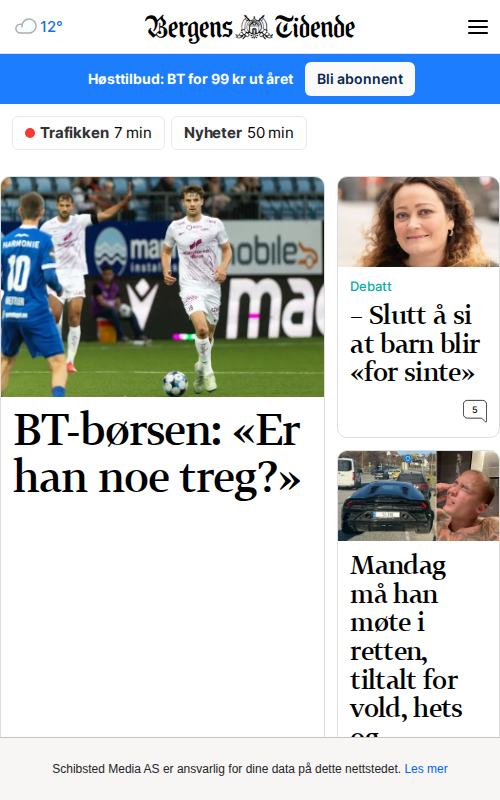 12°
Bergens Tidende
Høsttilbud: BT for 99 kr ut året
Bli abonnent
Trafikken 7 min
Nyheter 50 min
BT-børsen: «Er
han noe treg?»
Debatt
– Slutt å si
at barn blir
«for sinte»
5
Mandag
må han
møte i
retten,
tiltalt for
vold, hets
og
Schibsted Media AS er ansvarlig for dine data på dette nettstedet. Les mer